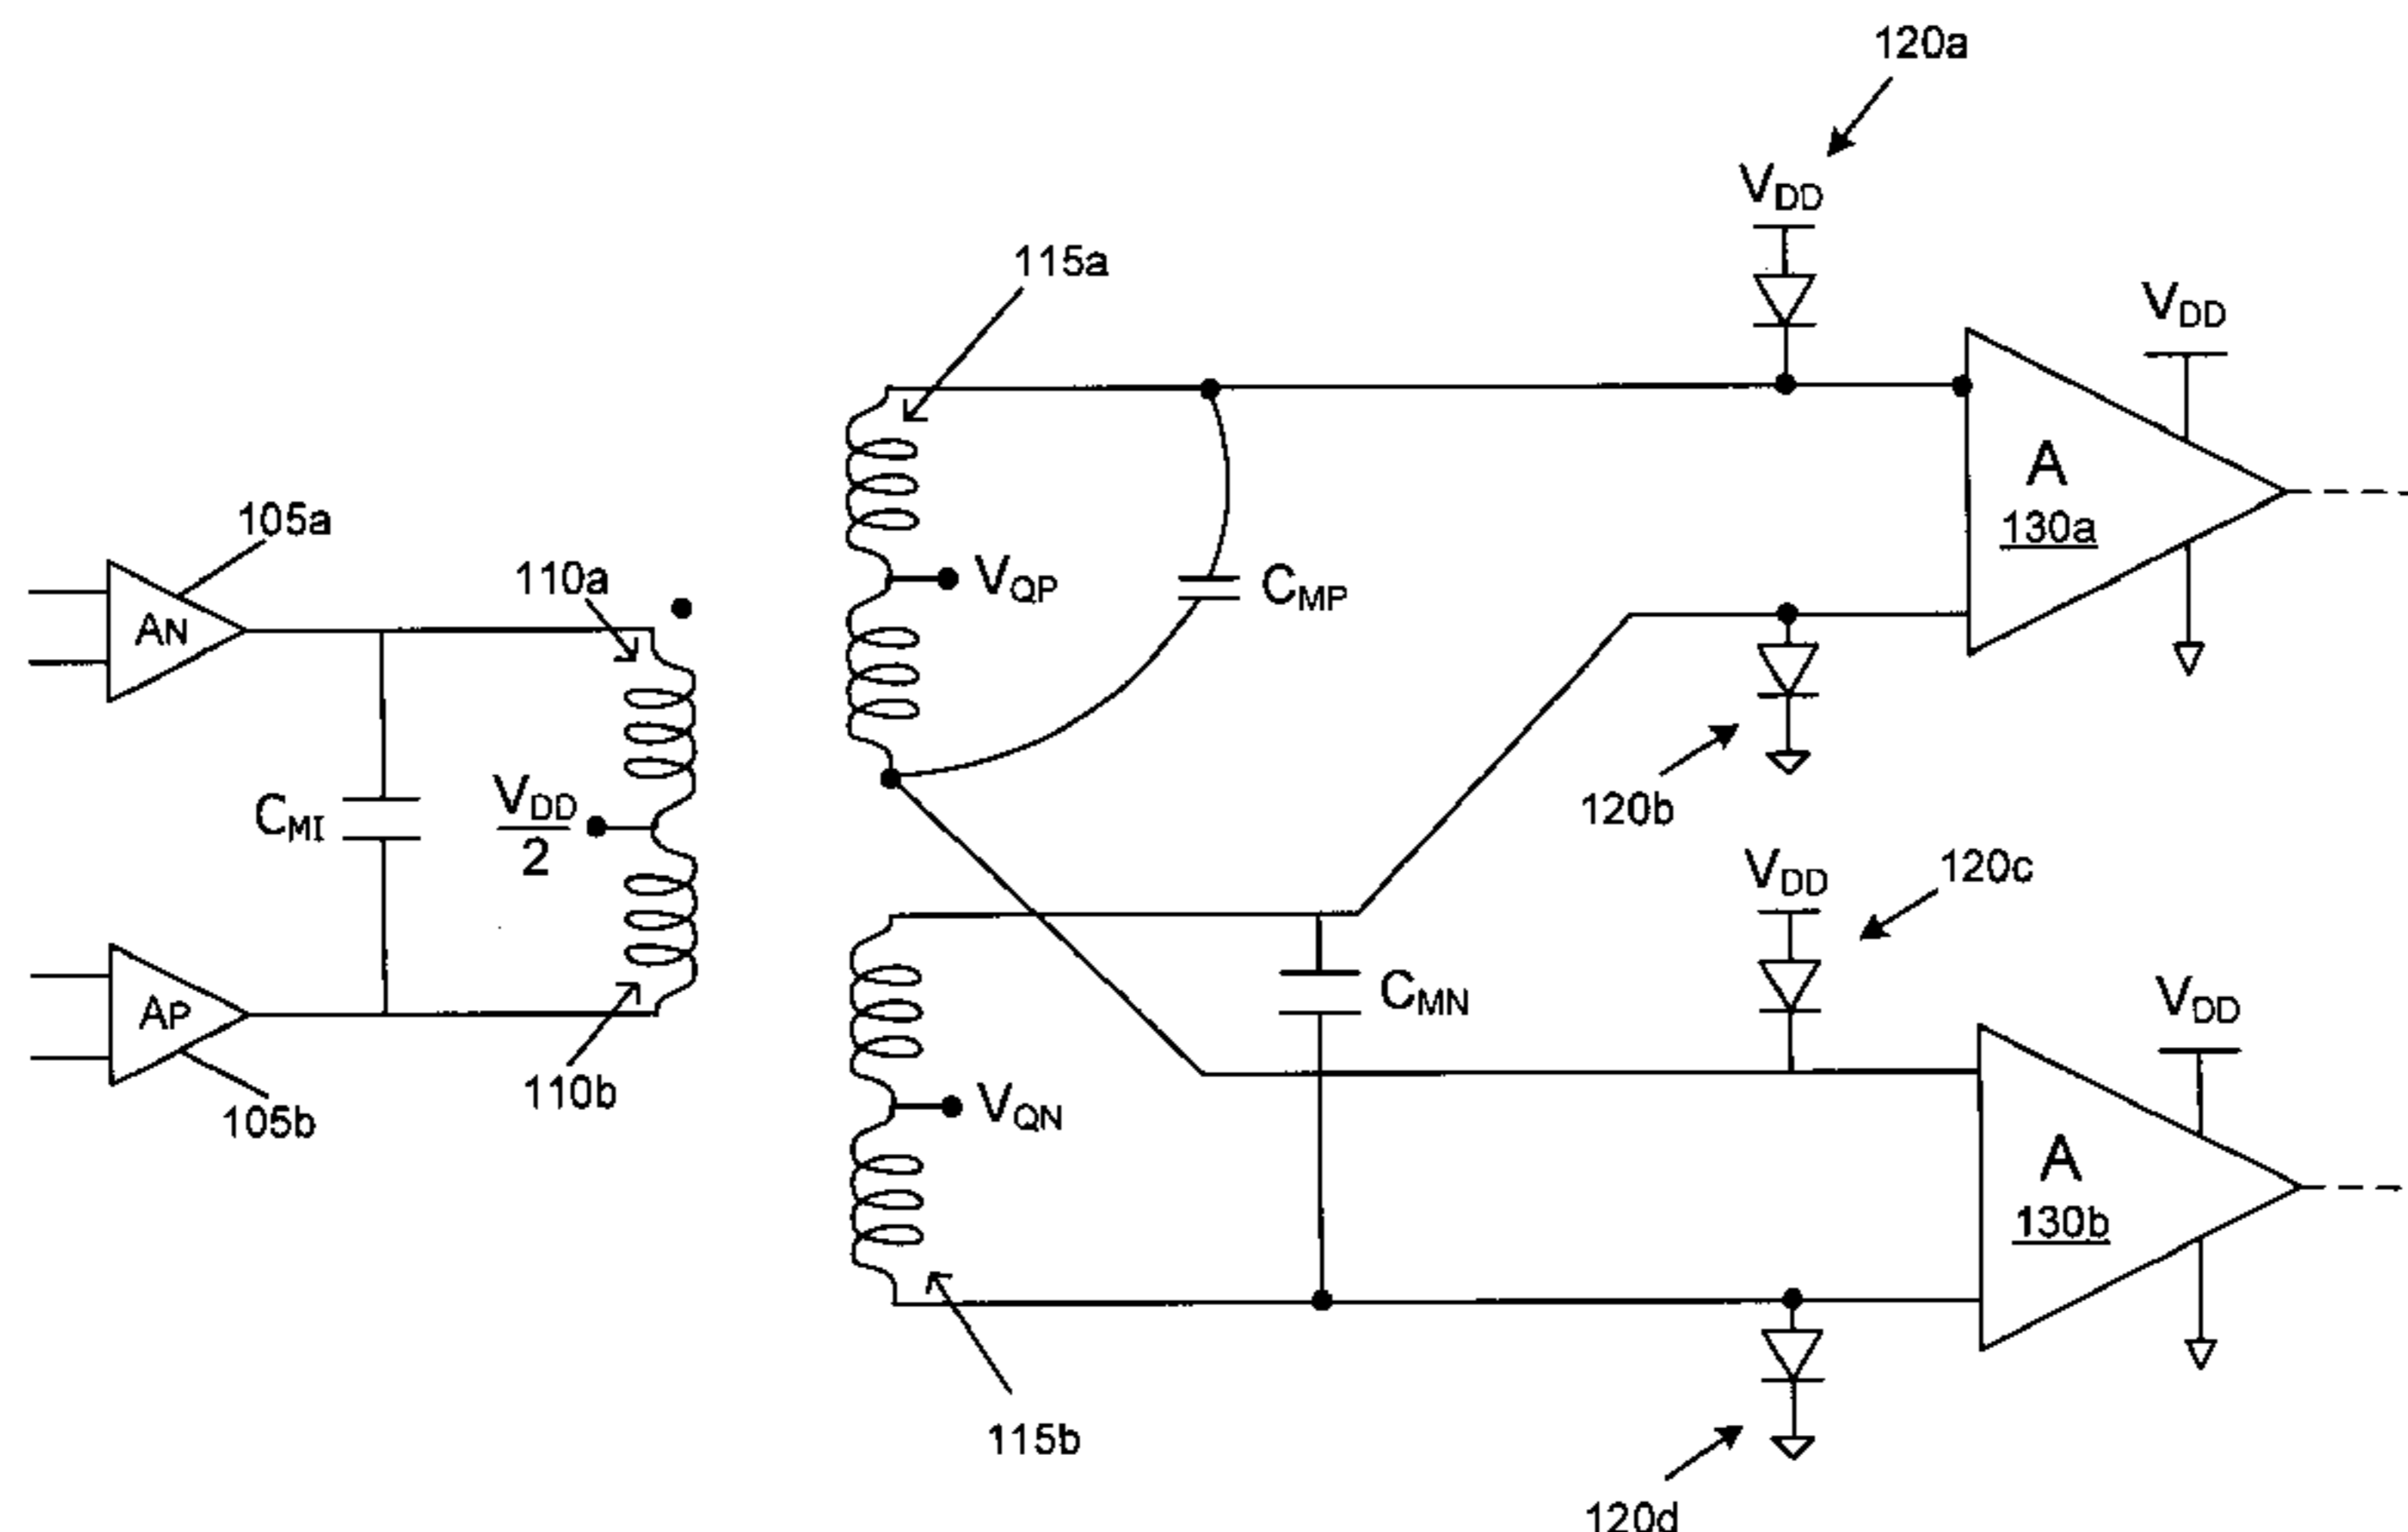 120a
VDD
115a
VDD
A
130a
105a
AN
110a
VQP
CMP
CMI
VDD
2
120b
VDD
120c
CMN
VDD
AP
105b
110b
VQN
A
130b
115b
120d